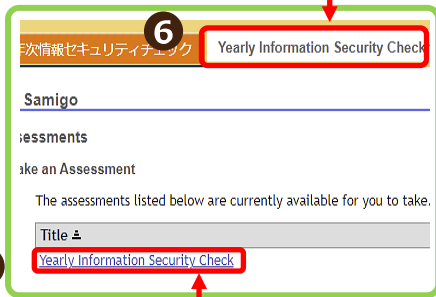 6
年次情報セキュリティチェック Yearly Information Security Check
Samigo
sessments
ake an Assessment
The assessments listed below are currently available for you to take.
Title
Yearly Information Security Check